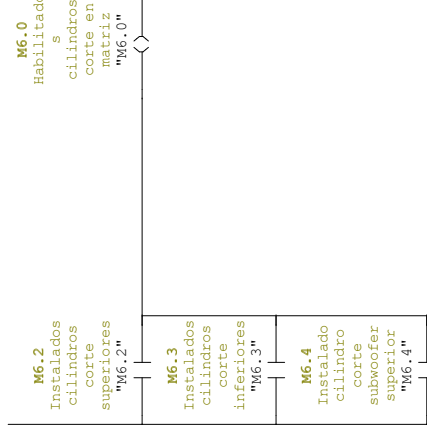 M6.2
Instalados
cilindros
corte
superiores
"M6.2"
M6.0
Habilitado
s
cilindros
corte en
matriz
"M6.0"
M6.3
Instalados
cilindros
corte
inferiores
"M6.3"
M6.4
Instalado
cilindro
corte
subwoofer
superior
"M6.4"